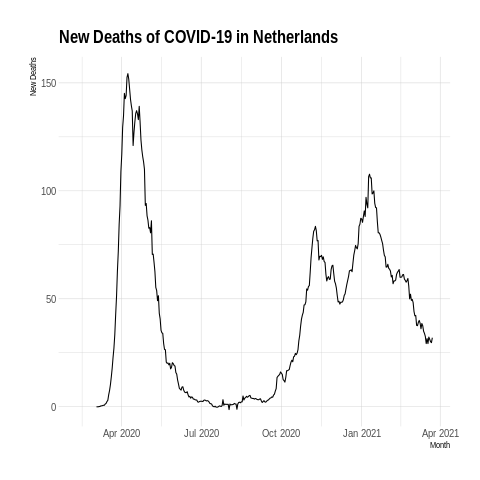 New Deaths of COVID-19 in Netherlands
New Deaths
150
100
50
0
Apr 2020 Jul 2020 Oct 2020 Jan 2021 Apr 2021
Month